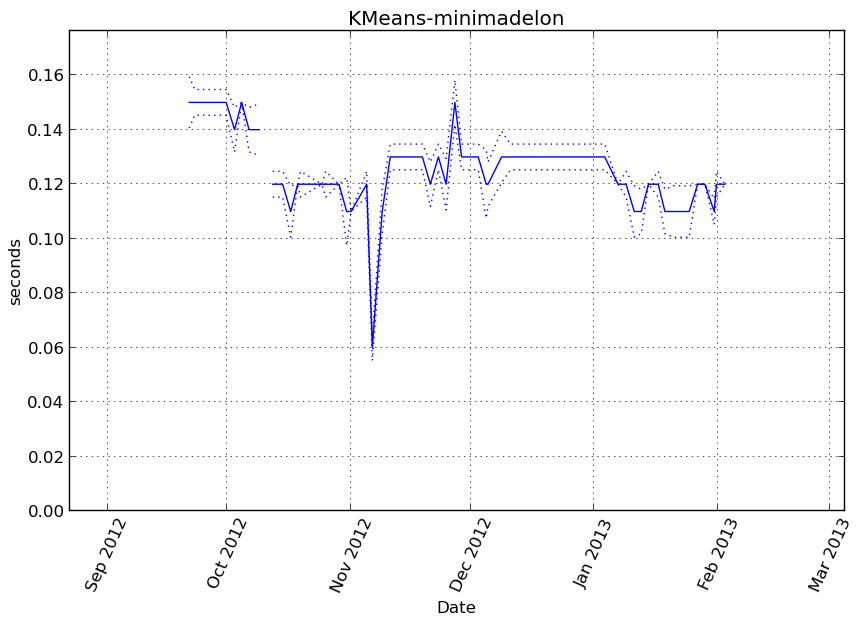 KMeans-minimadelon
seconds
0.16
0.14
0.12
0.10
0.08
0.06
0.04
0.02
0.00
Sep 2012
Oct 2012
Nov 2012
Dec 2012
Jan 2013
Feb 2013
Mar 2013
Date